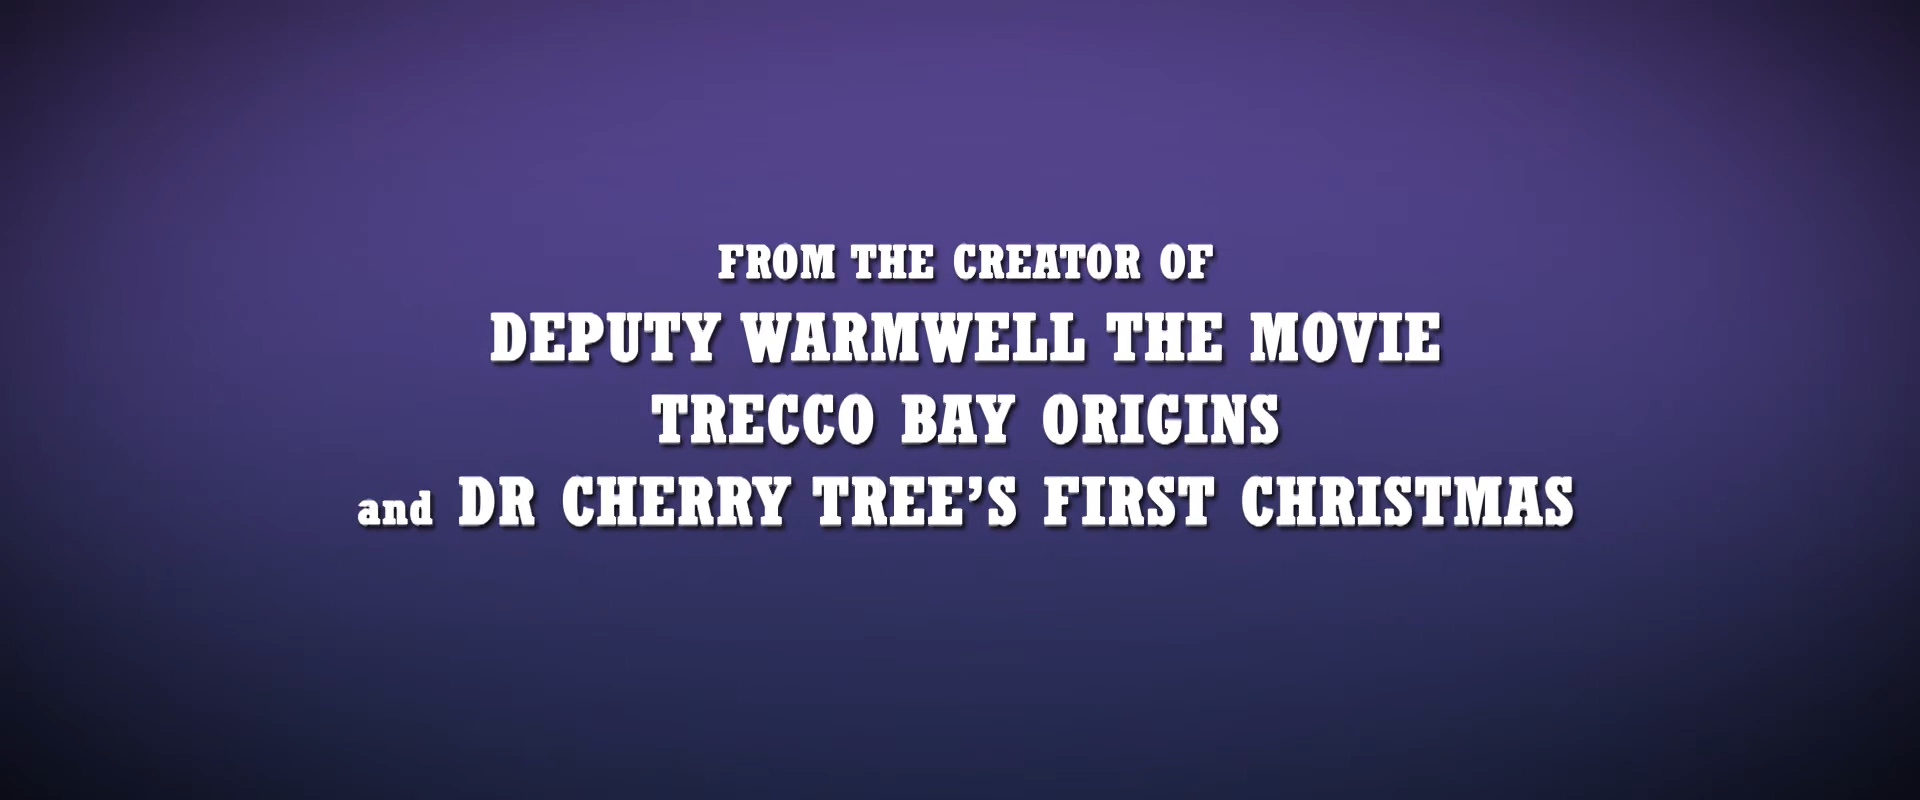 FROM THE CREATOR OF
DEPUTY WARMWELL THE MOVIE
TRECCO BAY ORIGINS
and DR CHERRY TREE’S FIRST CHRISTMAS